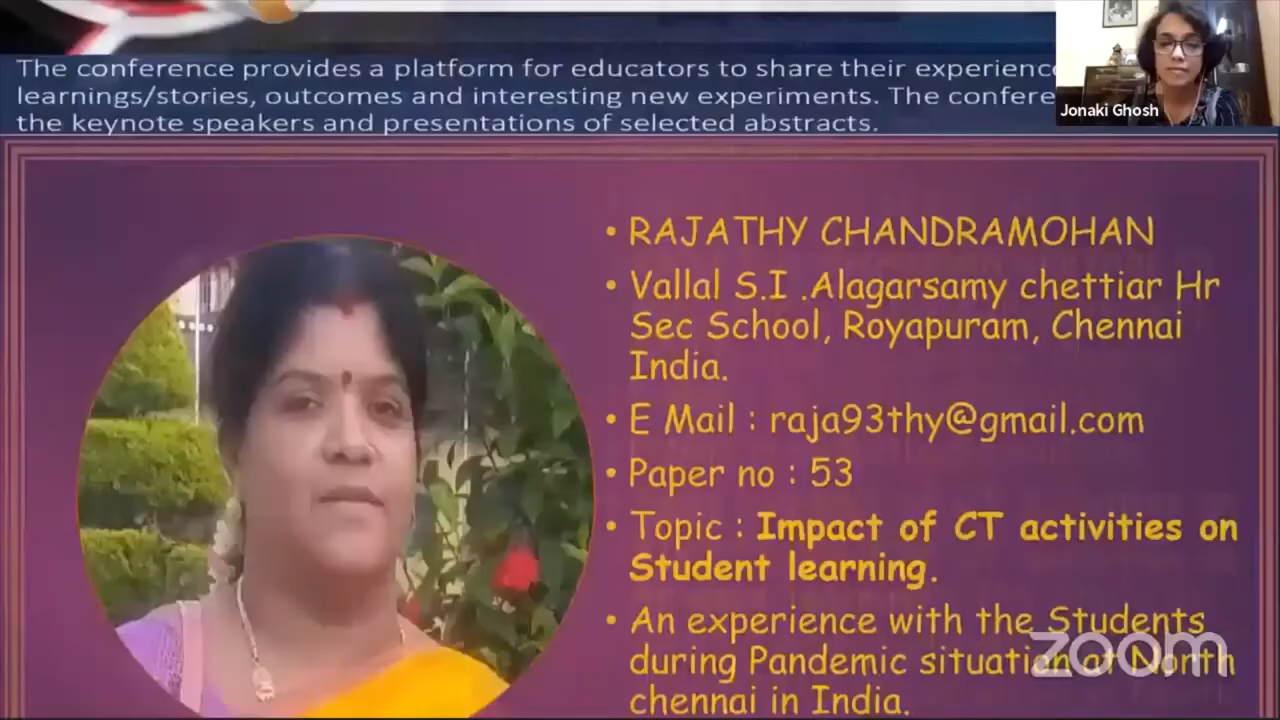 The conference provides a platform for educators to share their experience
learnings/stories, outcomes and interesting new experiments. The confere
the keynote speakers and presentations of selected abstracts.
Jonaki Ghosh
• RAJATHY CHANDRAMOHAN
• Vallal S.I .Alagarsamy chettiar Hr
Sec School, Royapuram, Chennai
India.
• E Mail : raja93thy@gmail.com
• Paper no : 53
• Topic : Impact of CT activities on
Student learning.
• An experience with the Students
during Pandemic situation at North
chennai in India.
zoom